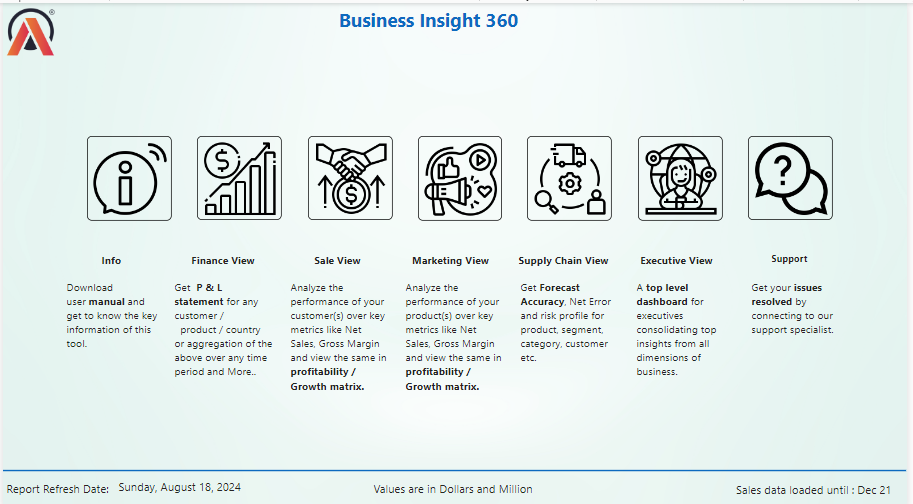 Business Insight 360
Info
Download
user manual and
get to know the key
information of this
tool.
Finance View
Get P & L
statement for any
customer /
product / country
or aggregation of the
above over any time
period and More..
Sale View
Analyze the
performance of your
customer(s) over key
metrics like Net
Sales, Gross Margin
and view the same in
profitability /
Growth matrix.
Marketing View
Analyze the
performance of your
product(s) over key
metrics like Net
Sales, Gross Margin
and view the same in
profitability /
Growth matrix.
Supply Chain View
Get Forecast
Accuracy, Net Error
and risk profile for
product, segment,
category, customer
etc.
Executive View
A top level
dashboard for
executives
consolidating top
insights from all
dimensions of
business.
Support
Get your issues
resolved by
connecting to our
support specialist.
Report Refresh Date: Sunday, August 18, 2024
Values are in Dollars and Million
Sales data loaded until : Dec 21